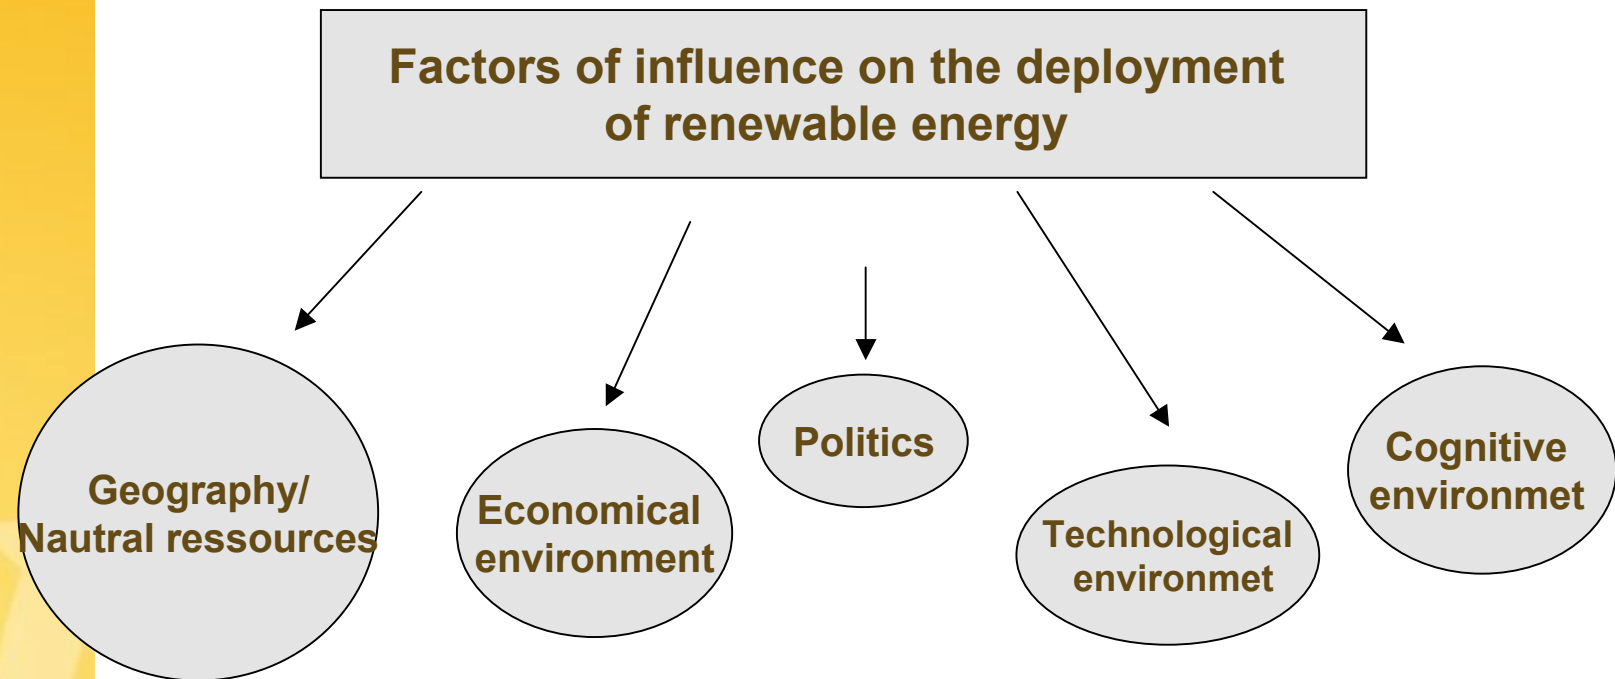 Factors of influence on the deployment
of renewable energy
Geography/
Nautral ressources
Economical
environment
Politics
Technological
environmet
Cognitive
environmet